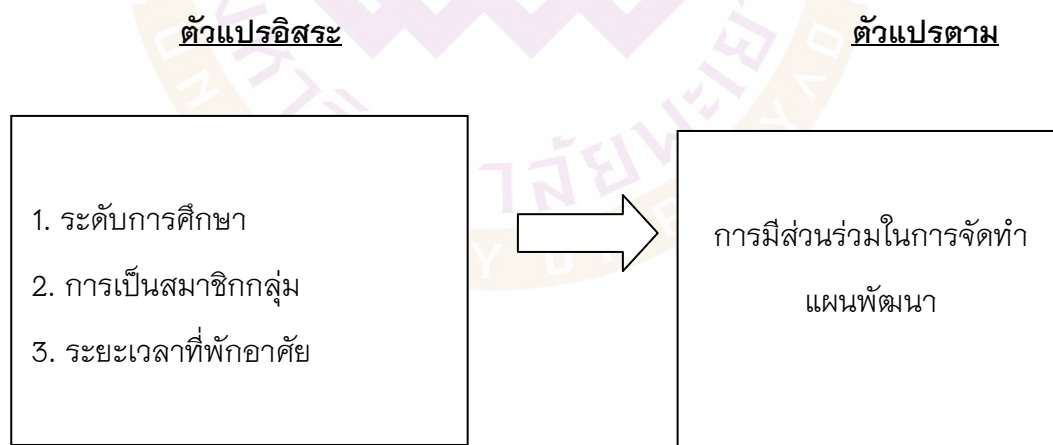 ตัวแปรอิสระ
ตัวแปรตาม
1. ระดับการศึกษา
2. การเป็นสมาชิกกลุ่ม
3. ระยะเวลาที่พักอาศัย
การมีส่วนร่วมในการจัดทำ
แผนพัฒนา